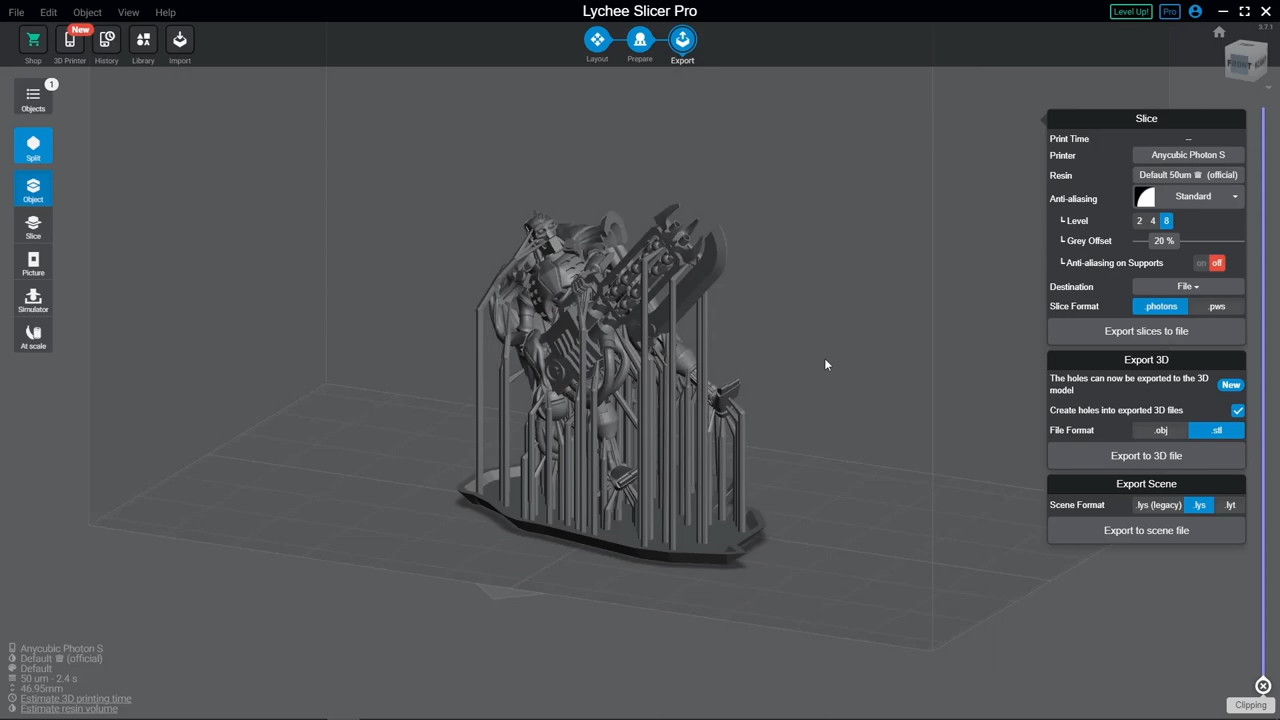 File Edit Object View Help
Lychee Slicer Pro
Level Up! Pro
New
Shop 3D Printer History Library Import
Layout Prepare Export
3.7.1
FRONT
1
Objects
Split
Object
Slice
Picture
Simulator
At scale
Slice
Print Time --
Printer Anycubic Photon S
Resin Default 50um (official)
Anti-aliasing Standard
Level 2 4 8
Grey Offset 20 %
Anti-aliasing on Supports on off
Destination File
Slice Format .photons .pws
Export slices to file
Export 3D
The holes can now be exported to the 3D
model New
Create holes into exported 3D files
File Format .obj .stl
Export to 3D file
Export Scene
Scene Format .lys (legacy) .lys .lyt
Export to scene file
Anycubic Photon S
Default (official)
Default
50 um - 2.4 s
46.95mm
Estimate 3D printing time
Estimate resin volume
Clipping